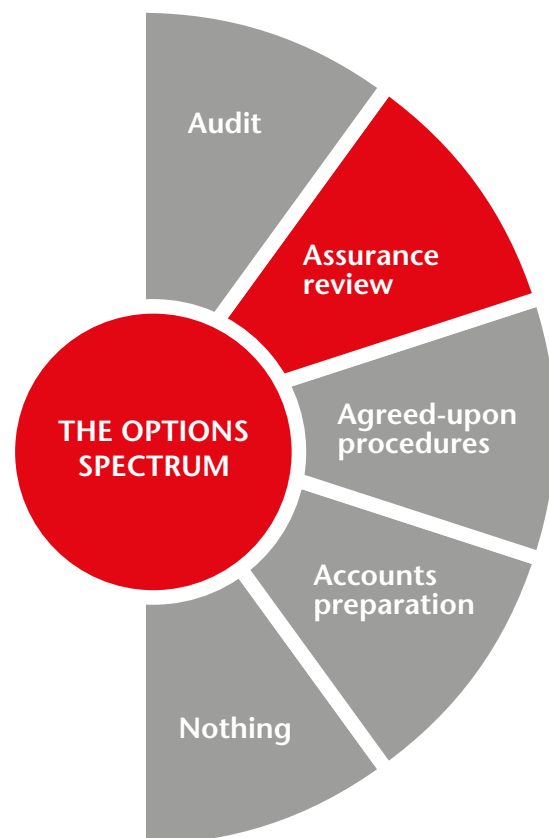 Audit
Assurance
review
THE OPTIONS
SPECTRUM
Agreed-upon
procedures
Accounts
preparation
Nothing